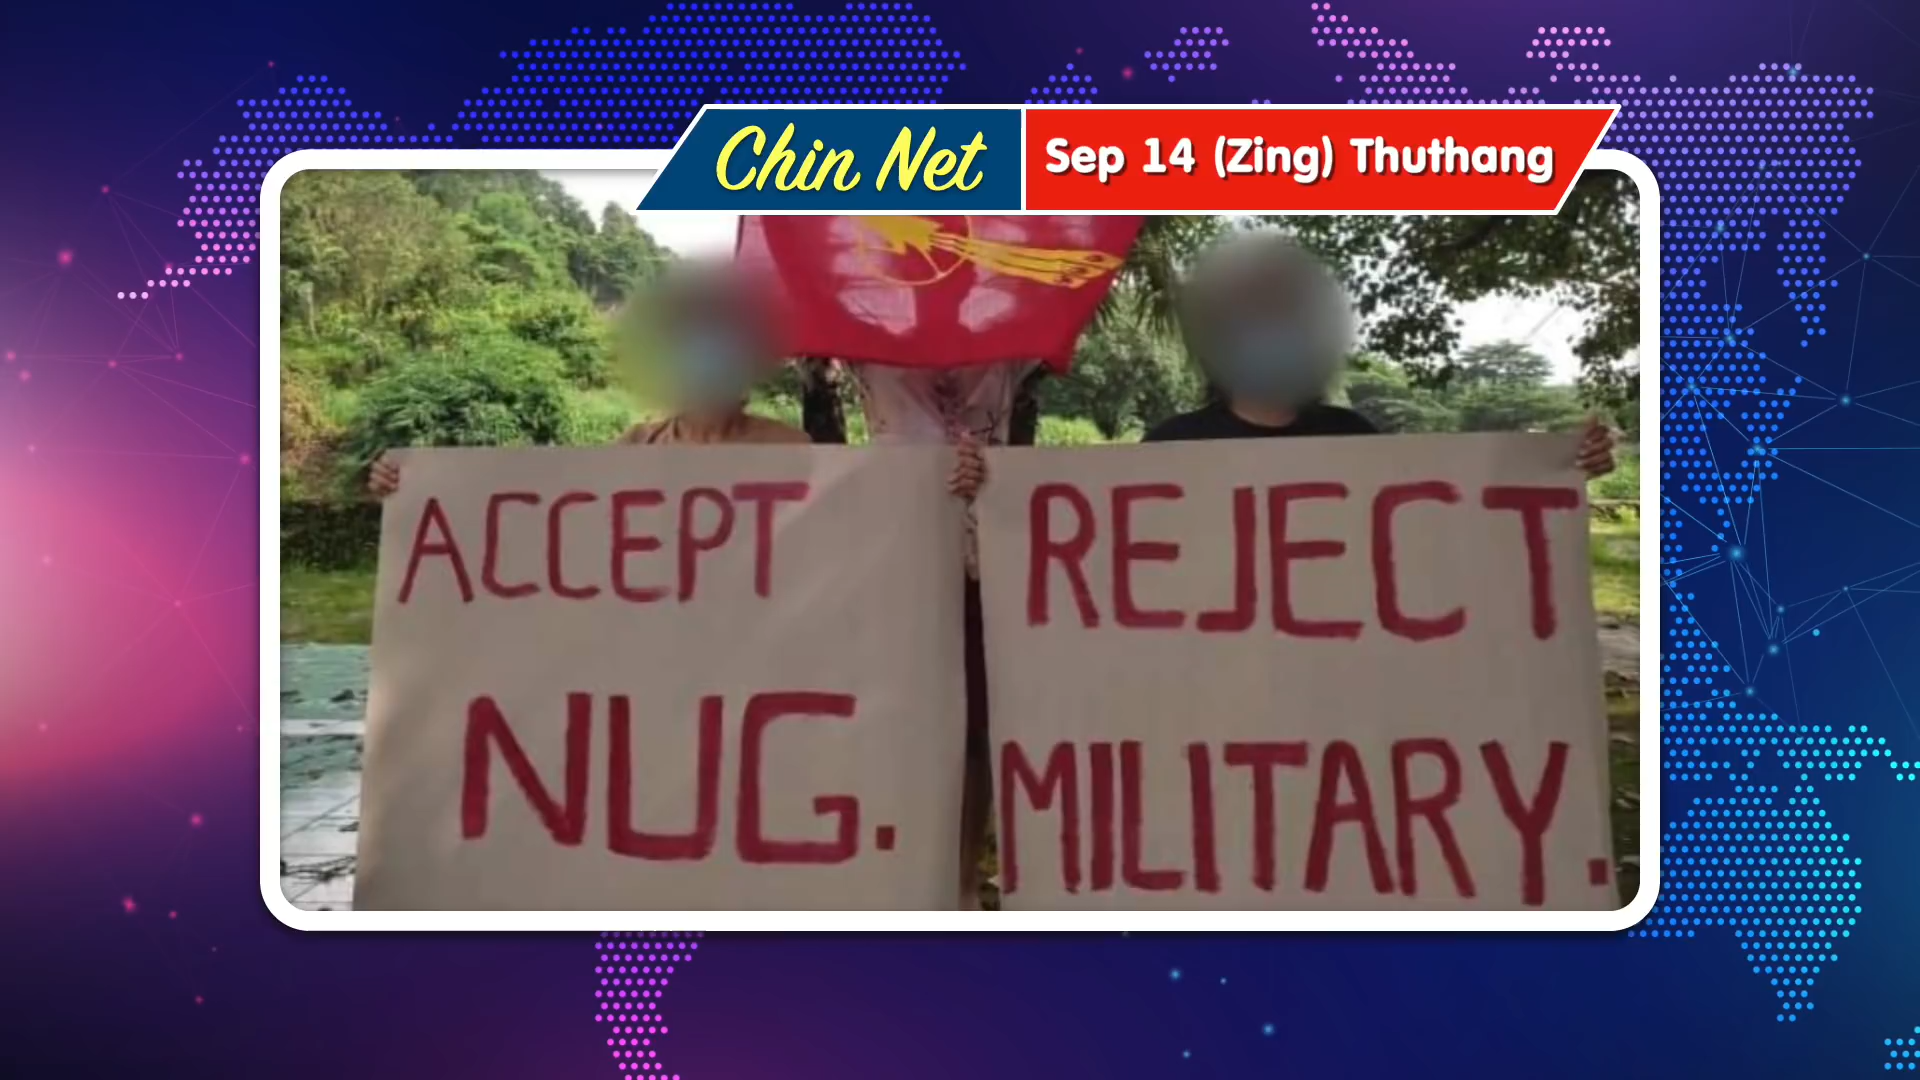 Chin Net
Sep 14 (Zing) Thuthang
ACCEPT
NUG.
REJECT
MILITARY.